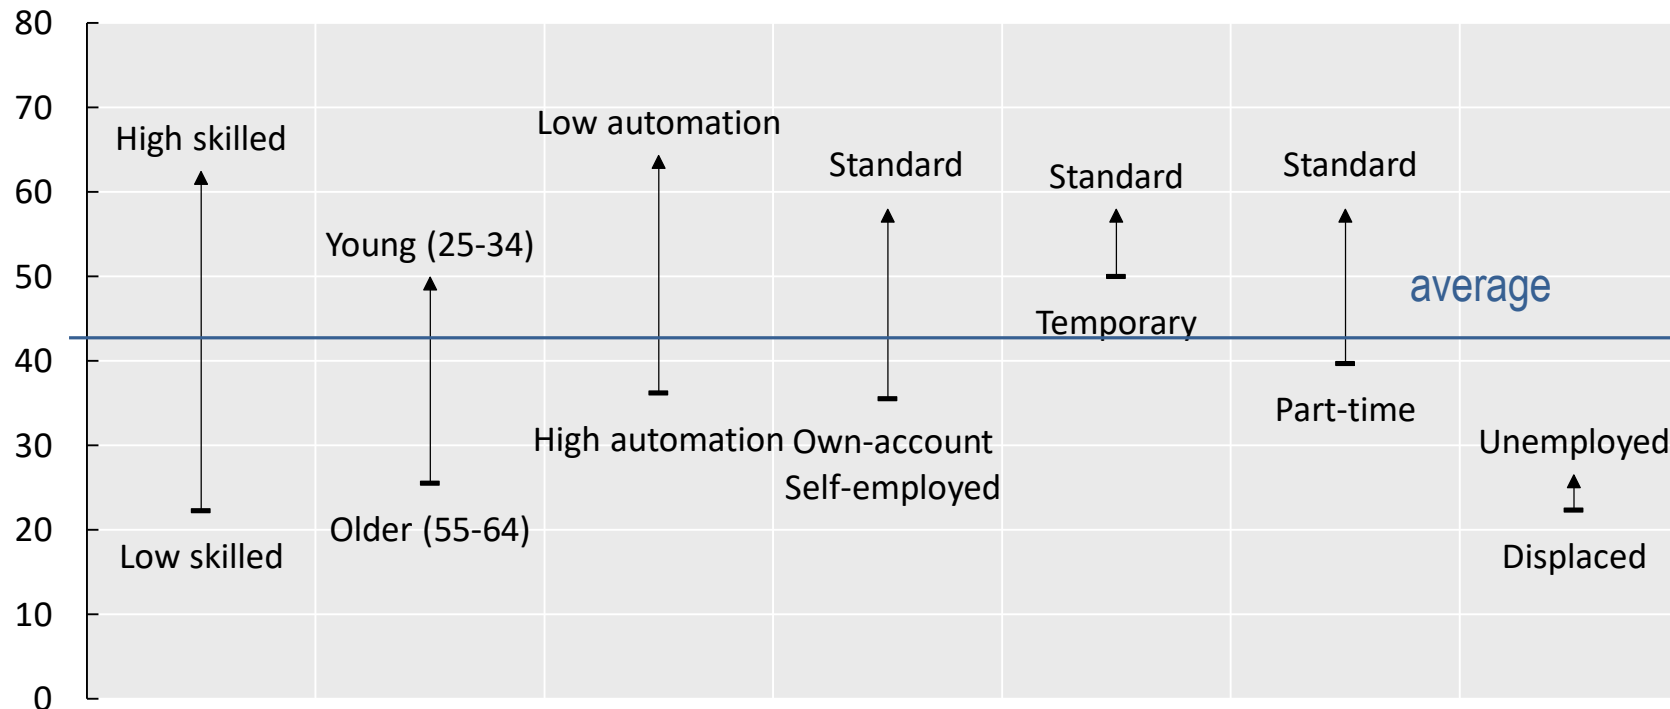 80
70
60
50
40
30
20
10
0
High skilled
Low skilled
Young (25-34)
Older (55-64)
Low automation
High automation
Standard
Own-account
Self-employed
Standard
Temporary
Standard
Part-time
average
Unemployed
Displaced